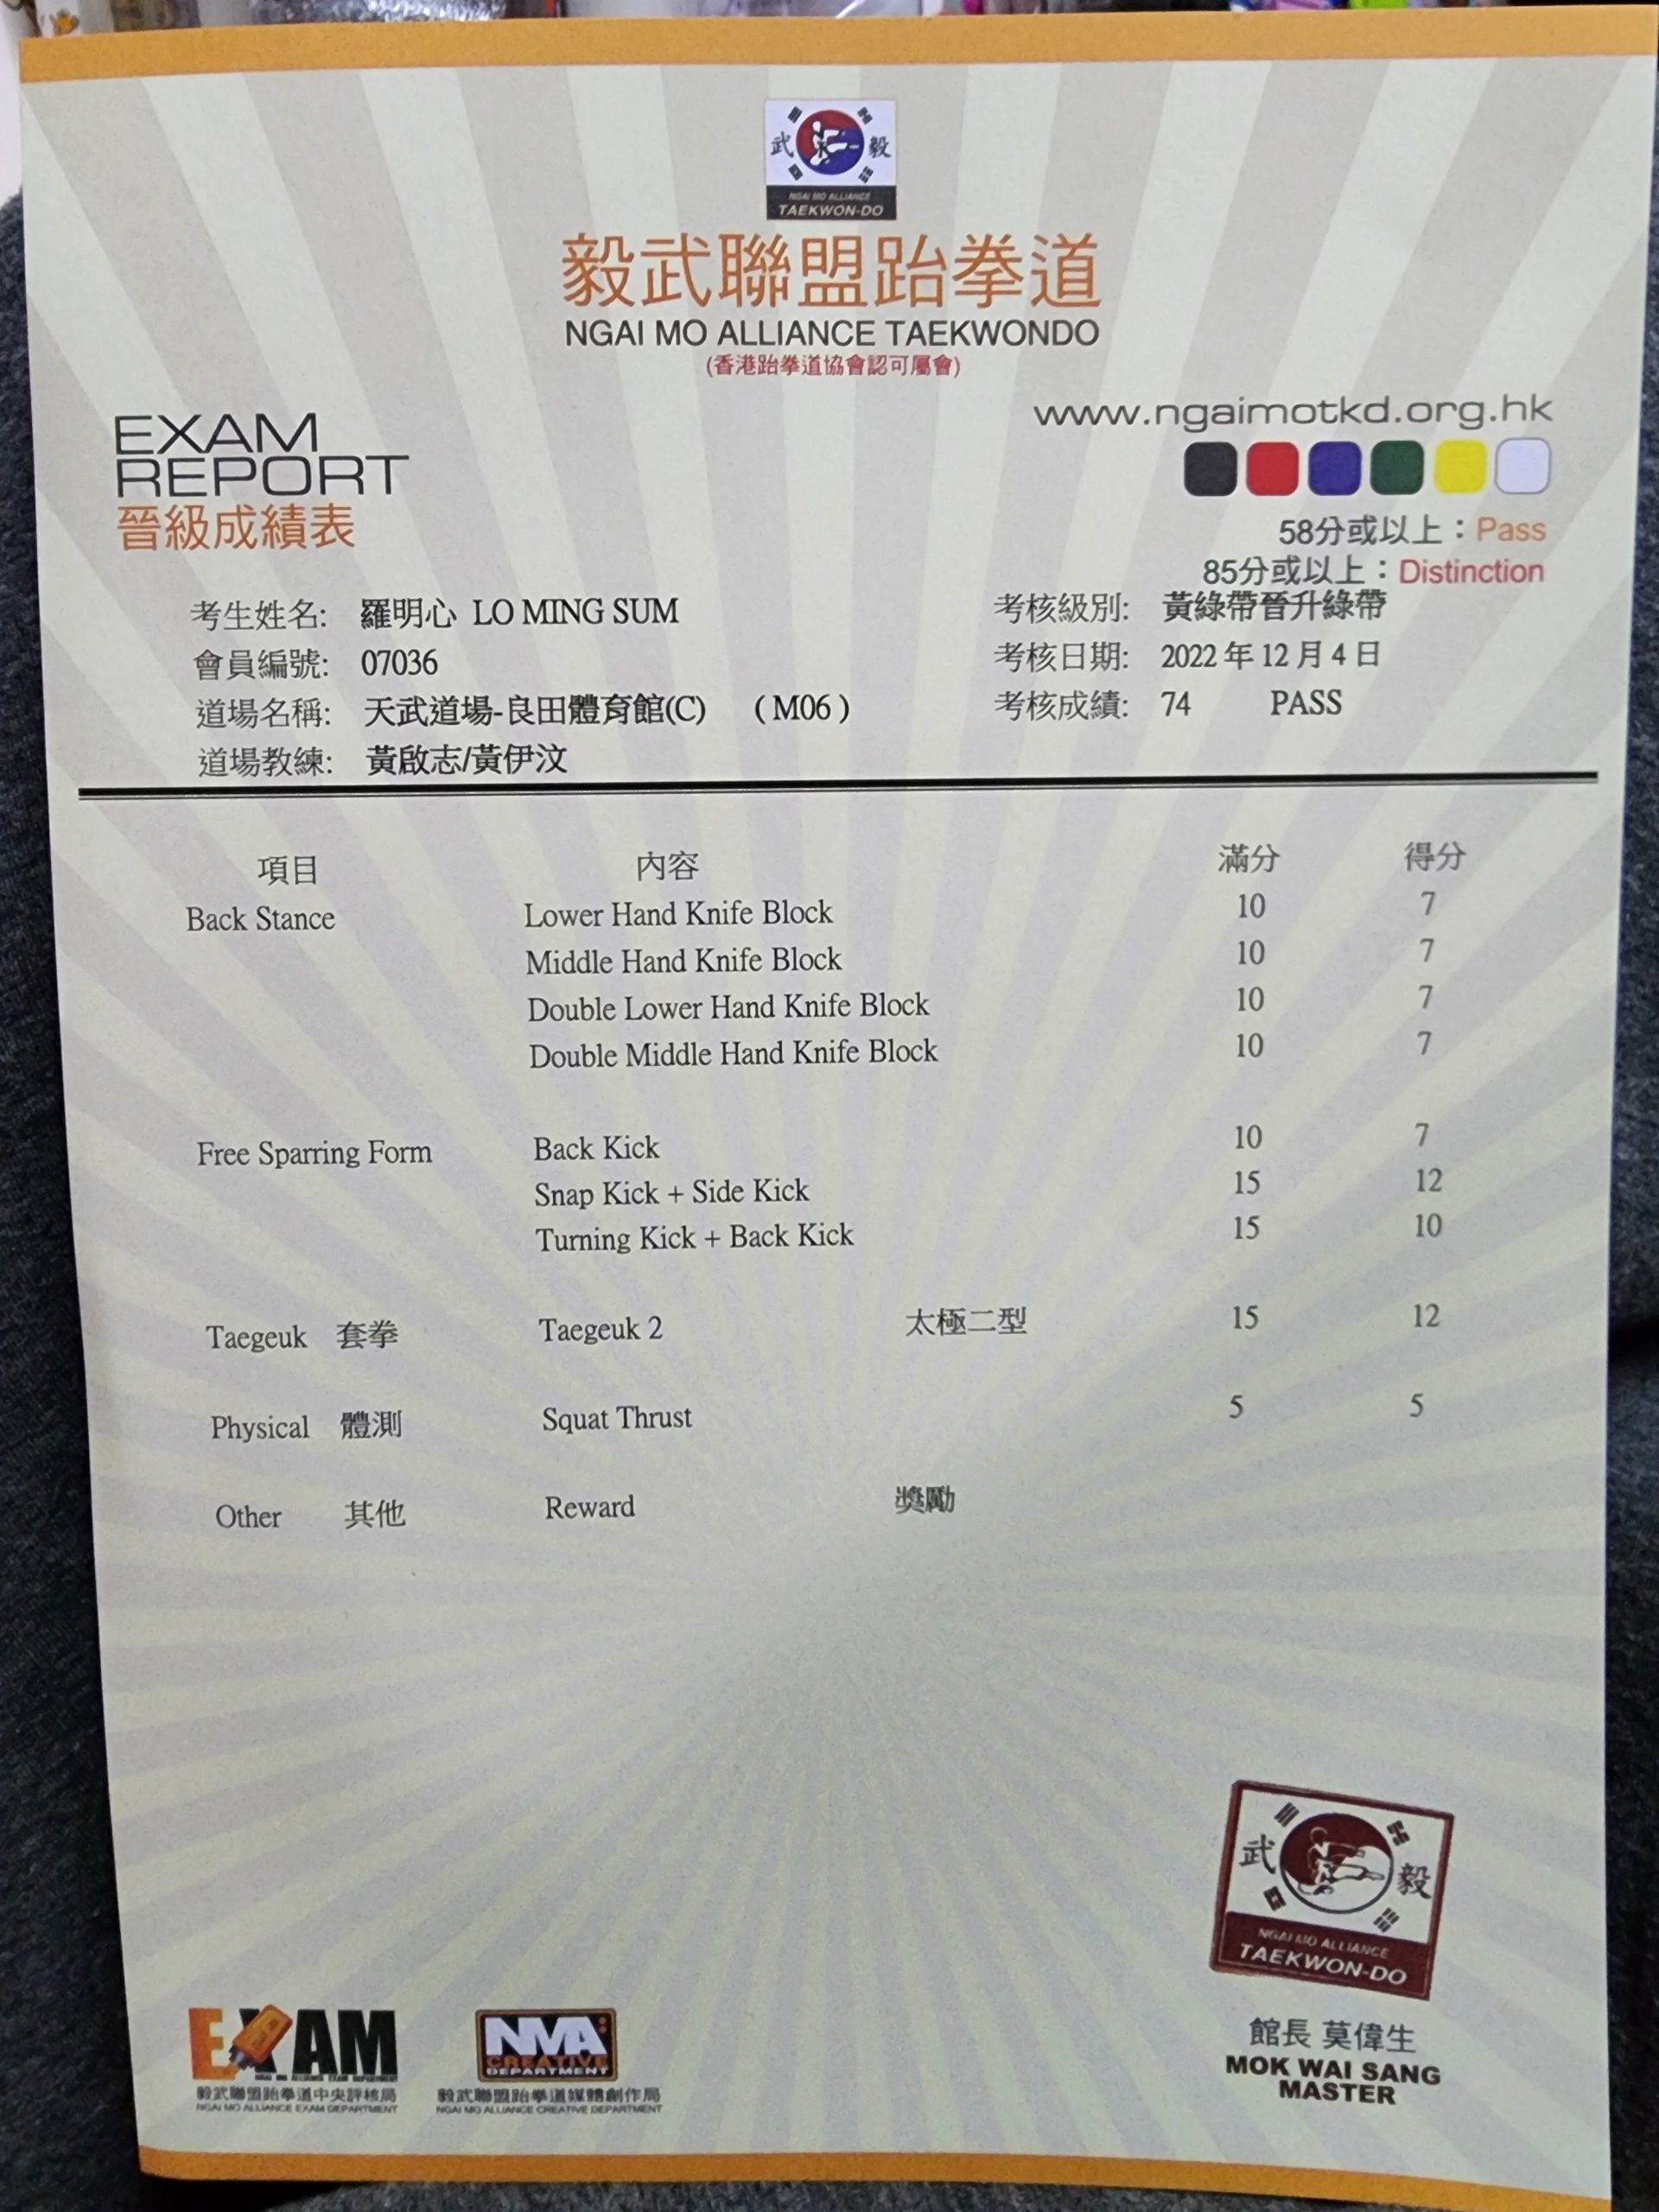 武 毅
NGAI MO ALLIANCE
TAEKWON-DO
毅武聯盟跆拳道
NGAI MO ALLIANCE TAEKWONDO
(香港跆拳道協會認可屬會)
www.ngaimotkd.org.hk
EXAM
REPORT
晉級成績表
58分或以上：Pass
85分或以上：Distinction
考生姓名: 羅明心 LO MING SUM 考核級別: 黃綠帶晉升綠帶
會員編號: 07036 考核日期: 2022 年 12 月 4 日
道場名稱: 天武道場-良田體育館(C) ( M06 ) 考核成績: 74 PASS
道場教練: 黃啟志/黃伊汶
項目 內容 滿分 得分
Back Stance Lower Hand Knife Block 10 7
Middle Hand Knife Block 10 7
Double Lower Hand Knife Block 10 7
Double Middle Hand Knife Block 10 7
Free Sparring Form Back Kick 10 7
Snap Kick + Side Kick 15 12
Turning Kick + Back Kick 15 10
Taegeuk 套拳 Taegeuk 2 太極二型 15 12
Physical 體測 Squat Thrust 5 5
Other 其他 Reward 獎勵
武 毅
NGAI MO ALLIANCE
TAEKWON-DO
館長 莫偉生
MOK WAI SANG
MASTER
EXAM
NGAI MO ALLIANCE EXAM DEPARTMENT
毅武聯盟跆拳道中央評核局
NGAI MO ALLIANCE EXAM DEPARTMENT
NMA
CREATIVE
DEPARTMENT
毅武聯盟跆拳道媒體創作局
NGAI MO ALLIANCE CREATIVE DEPARTMENT